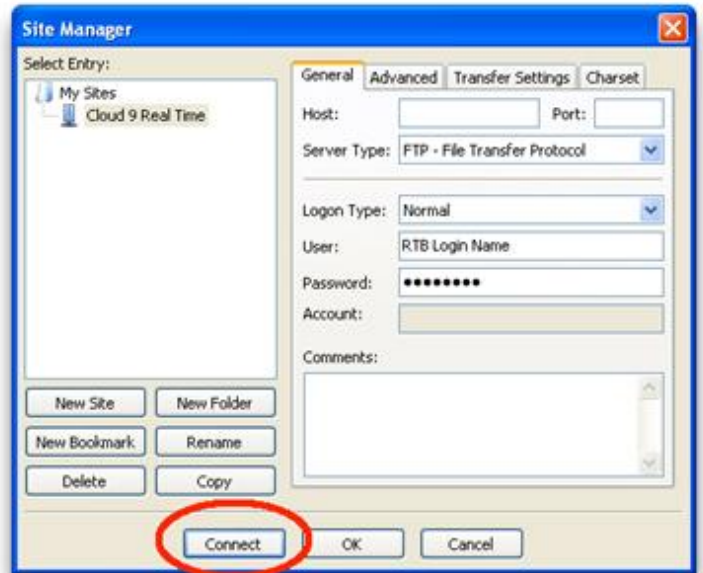 Site Manager
Select Entry:
My Sites
Cloud 9 Real Time
New Site New Folder
New Bookmark Rename
Delete Copy
General Advanced Transfer Settings Charset
Host: Port:
Server Type: FTP - File Transfer Protocol
Logon Type: Normal
User: RTB Login Name
Password: ●●●●●●●●
Account:
Comments:
Connect OK Cancel